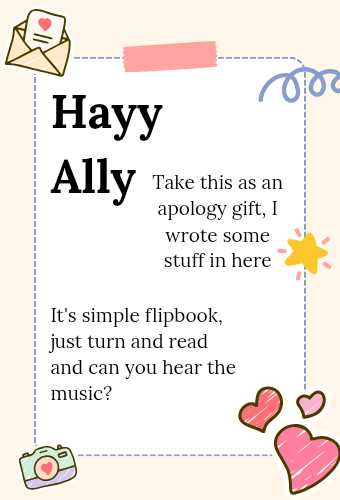 Hayy
Ally
Take this as an
apology gift, I
wrote some
stuff in here
It's simple flipbook,
just turn and read
and can you hear the
music?